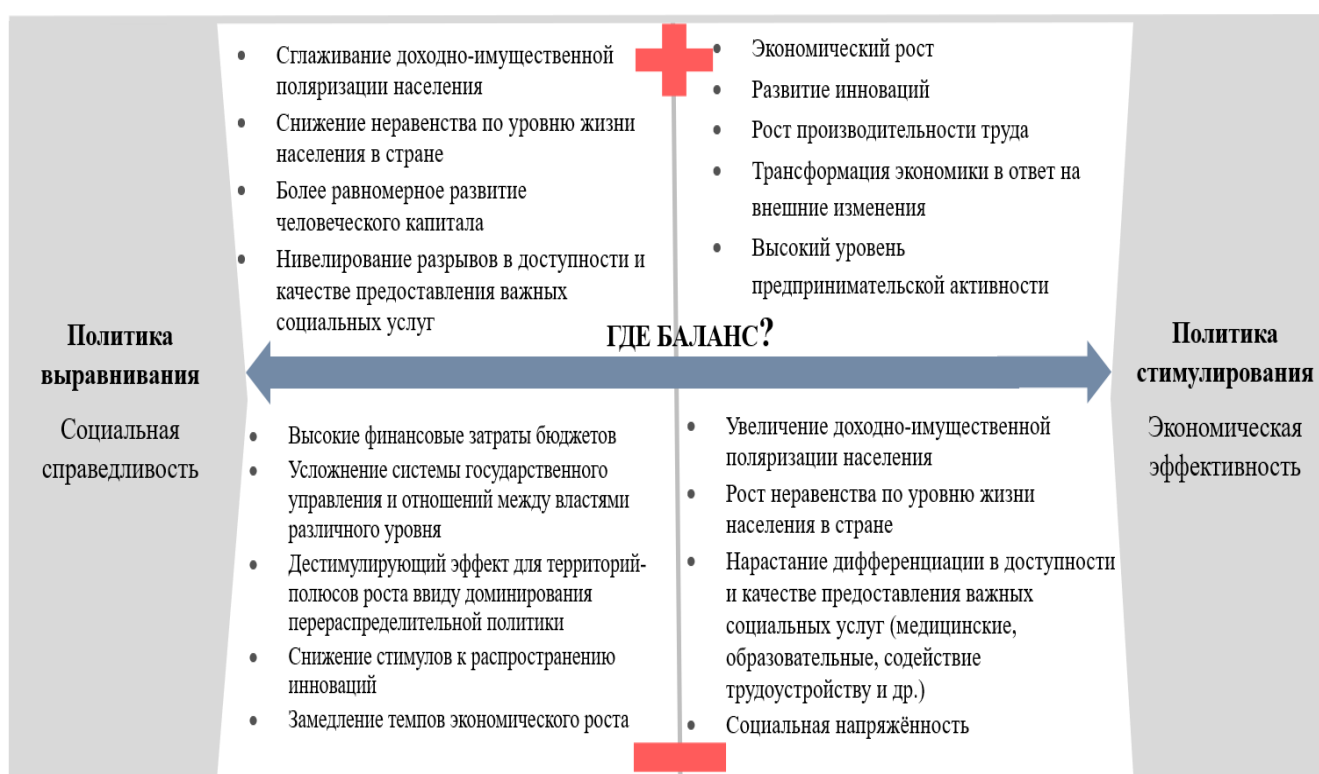 Сглаживание доходно-имущественной
поляризации населения
Снижение неравенства по уровню жизни
населения в стране
Более равномерное развитие
человеческого капитала
Нивелирование разрывов в доступности и
качестве предоставления важных
социальных услуг
Экономический рост
Развитие инноваций
Рост производительности труда
Трансформация экономики в ответ на
внешние изменения
Высокий уровень
предпринимательской активности
Политика
выравнивания
Социальная
справедливость
ГДЕ БАЛАНС?
Политика
стимулирования
Экономическая
эффективность
Высокие финансовые затраты бюджетов
Усложнение системы государственного
управления и отношений между властями
различного уровня
Дестимулирующий эффект для территорий-
полюсов роста ввиду доминирования
перераспределительной политики
Снижение стимулов к распространению
инноваций
Замедление темпов экономического роста
Увеличение доходно-имущественной
поляризации населения
Рост неравенства по уровню жизни
населения в стране
Нарастание дифференциации в доступности
и качестве предоставления важных
социальных услуг (медицинские,
образовательные, содействие
трудоустройству и др.)
Социальная напряжённость